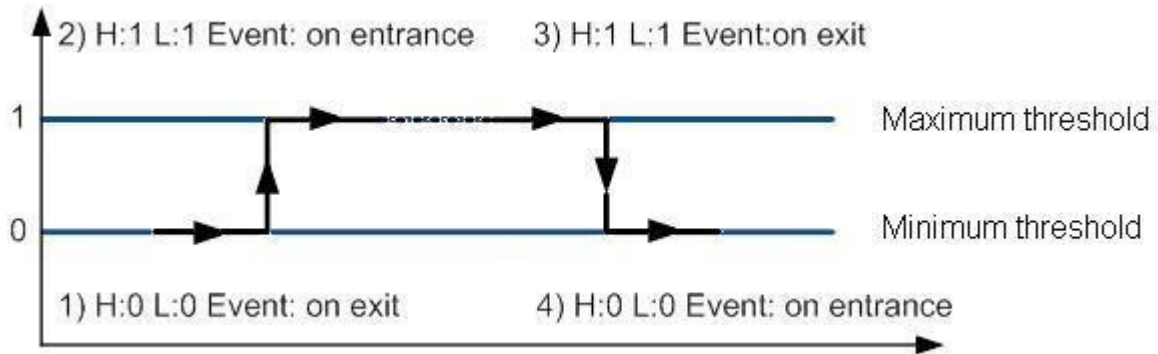 2) H:1 L:1 Event: on entrance
3) H:1 L:1 Event:on exit
1
Maximum threshold
0
Minimum threshold
1) H:0 L:0 Event: on exit
4) H:0 L:0 Event: on entrance